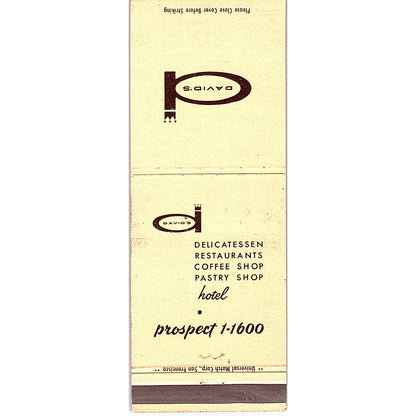 Please Close Cover Before Striking
DAVID'S
DAVID'S
DELICATESSEN
RESTAURANTS
COFFEE SHOP
PASTRY SHOP
hotel
prospect 1-1600
** Universal Match Corp., San Francisco **